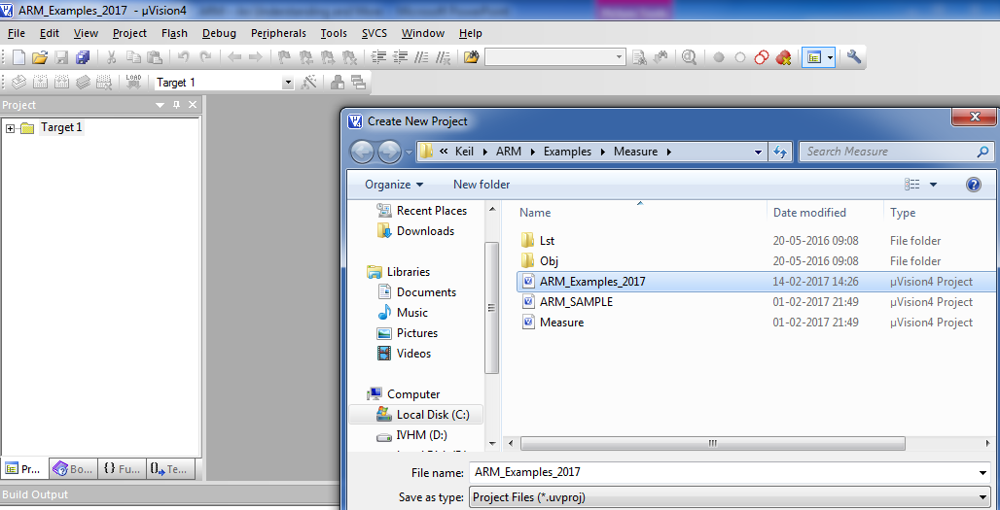 ARM_Examples_2017 - µVision4
File Edit View Project Flash Debug Peripherals Tools SVCS Window Help
LOAD
Target 1
Project
Target 1
Create New Project
« Keil ARM Examples Measure
Search Measure
Organize New folder
Recent Places
Downloads
Libraries
Documents
Music
Pictures
Videos
Computer
Local Disk (C:)
IVHM (D:)
Name Date modified Type
Lst 20-05-2016 09:08 File folder
Obj 20-05-2016 09:08 File folder
ARM_Examples_2017 14-02-2017 14:26 µVision4 Project
ARM_SAMPLE 01-02-2017 21:49 µVision4 Project
Measure 01-02-2017 21:49 µVision4 Project
File name: ARM_Examples_2017
Save as type: Project Files (*.uvproj)
Pr... Bo... {} Fu... {}, Te...
Build Output